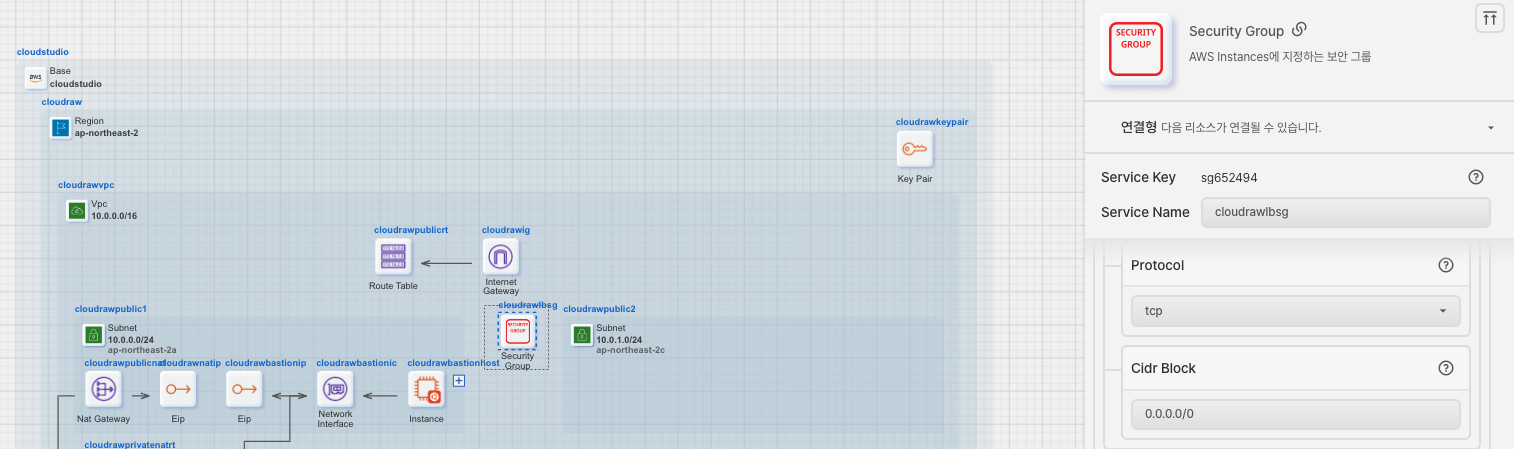 cloudstudio
aws
Base
cloudstudio
cloudraw
Region
ap-northeast-2
cloudrawkeypair
Key Pair
cloudrawvpc
Vpc
10.0.0.0/16
cloudrawpublicrt
Route Table
cloudrawig
Internet
Gateway
cloudrawlbsg
SECURITY
GROUP
Security
Group
cloudrawpublic1
Subnet
10.0.0.0/24
ap-northeast-2a
cloudrawpublic2
Subnet
10.0.1.0/24
ap-northeast-2c
Nat Gateway
Eip
cloudrawbastionip
Eip
cloudrawbastionic
Network
Interface
cloudrawbastionhost
Instance
cloudrawprivatenatrt
SECURITY
GROUP
Security Group
AWS Instances에 지정하는 보안 그룹
연결형 다음 리소스가 연결될 수 있습니다.
Service Key sg652494
Service Name cloudrawlbsg
Protocol
tcp
Cidr Block
0.0.0.0/0